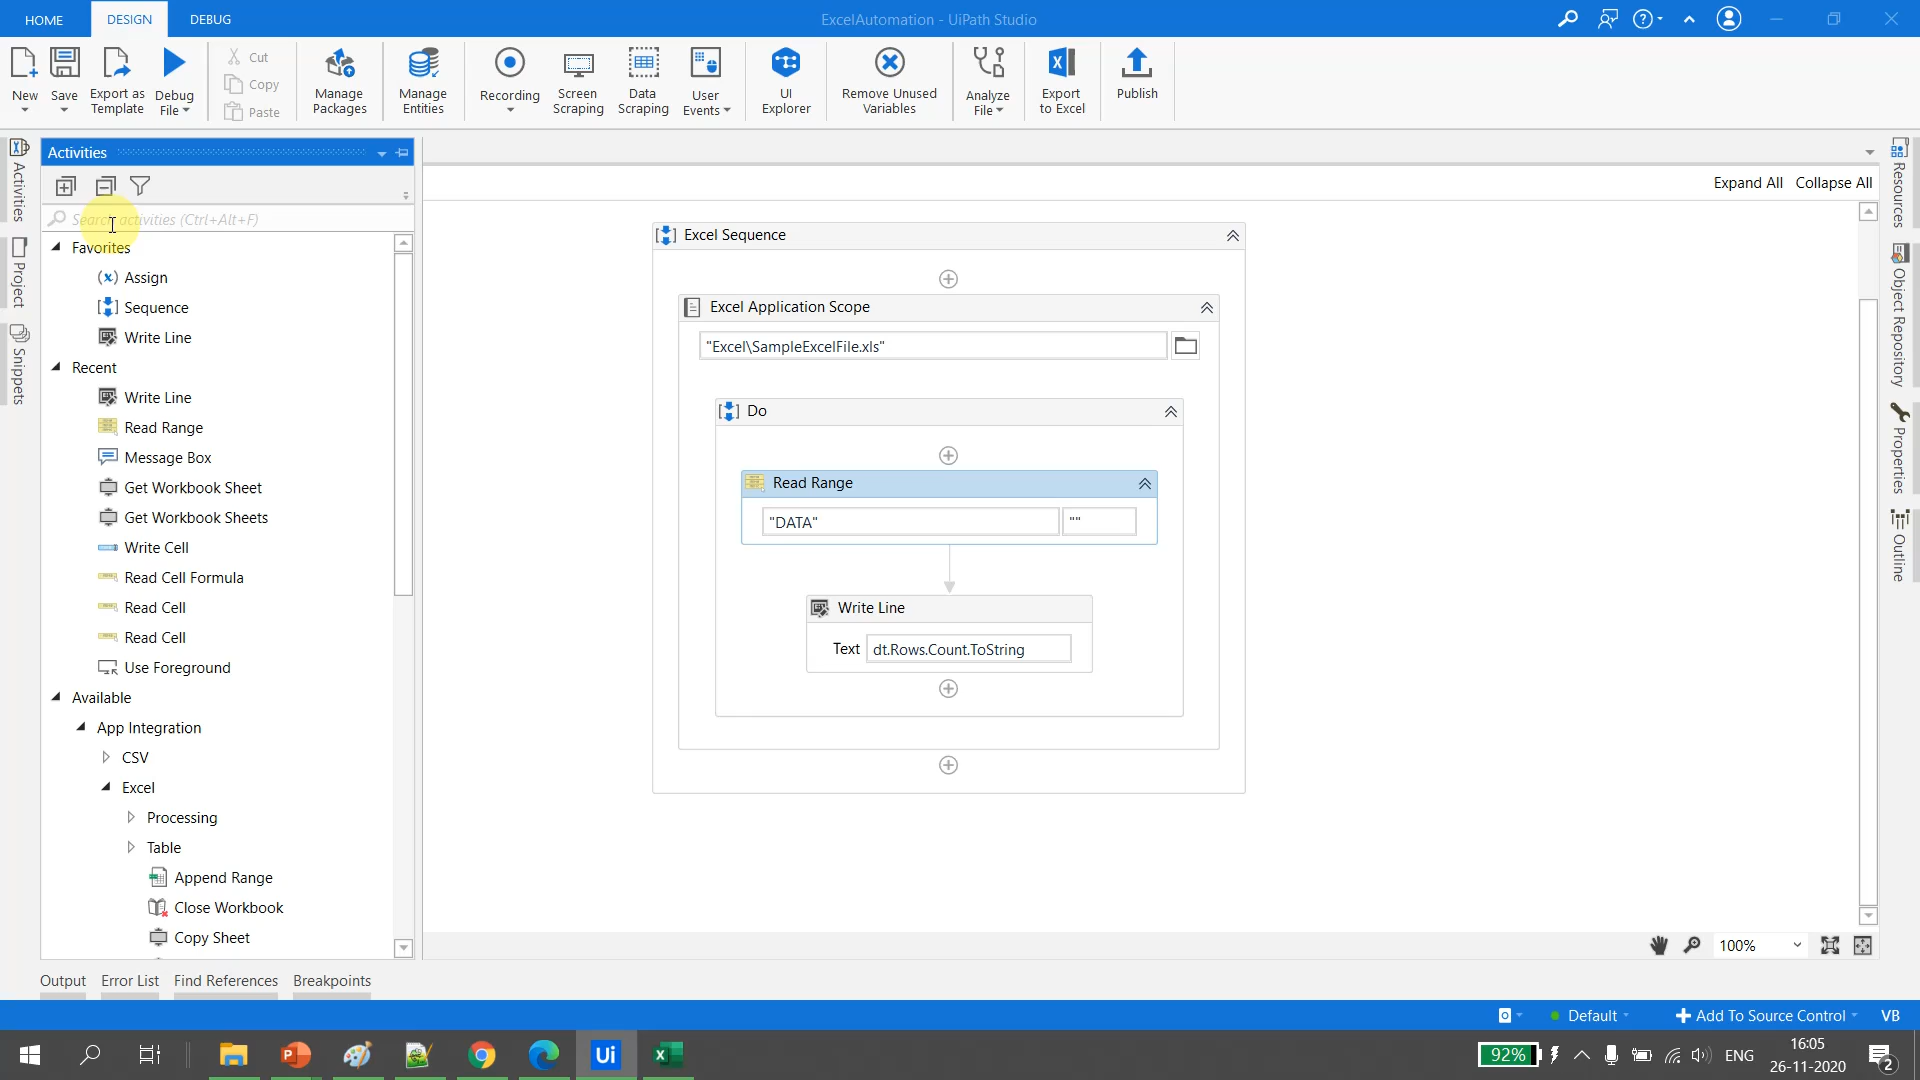 HOME DESIGN DEBUG ExcelAutomation - UiPath Studio
New Save Export as Template Debug File Cut Copy Paste Manage Packages Manage Entities Recording Screen Scraping Data Scraping User Events UI Explorer Remove Unused Variables Analyze File Export to Excel Publish
Activities
Search activities (Ctrl+Alt+F)
Favorites
Assign
Sequence
Write Line
Recent
Write Line
Read Range
Message Box
Get Workbook Sheet
Get Workbook Sheets
Write Cell
Read Cell Formula
Read Cell
Read Cell
Use Foreground
Available
App Integration
CSV
Excel
Processing
Table
Append Range
Close Workbook
Copy Sheet
Activities
Project
Snippets
Expand All Collapse All
Excel Sequence
Excel Application Scope
"Excel\SampleExcelFile.xls"
Do
Read Range
"DATA" ""
Write Line
Text dt.Rows.Count.ToString
100%
Resources
Object Repository
Properties
Outline
Output Error List Find References Breakpoints
Default Add To Source Control VB
92% ENG 16:05
26-11-2020
2